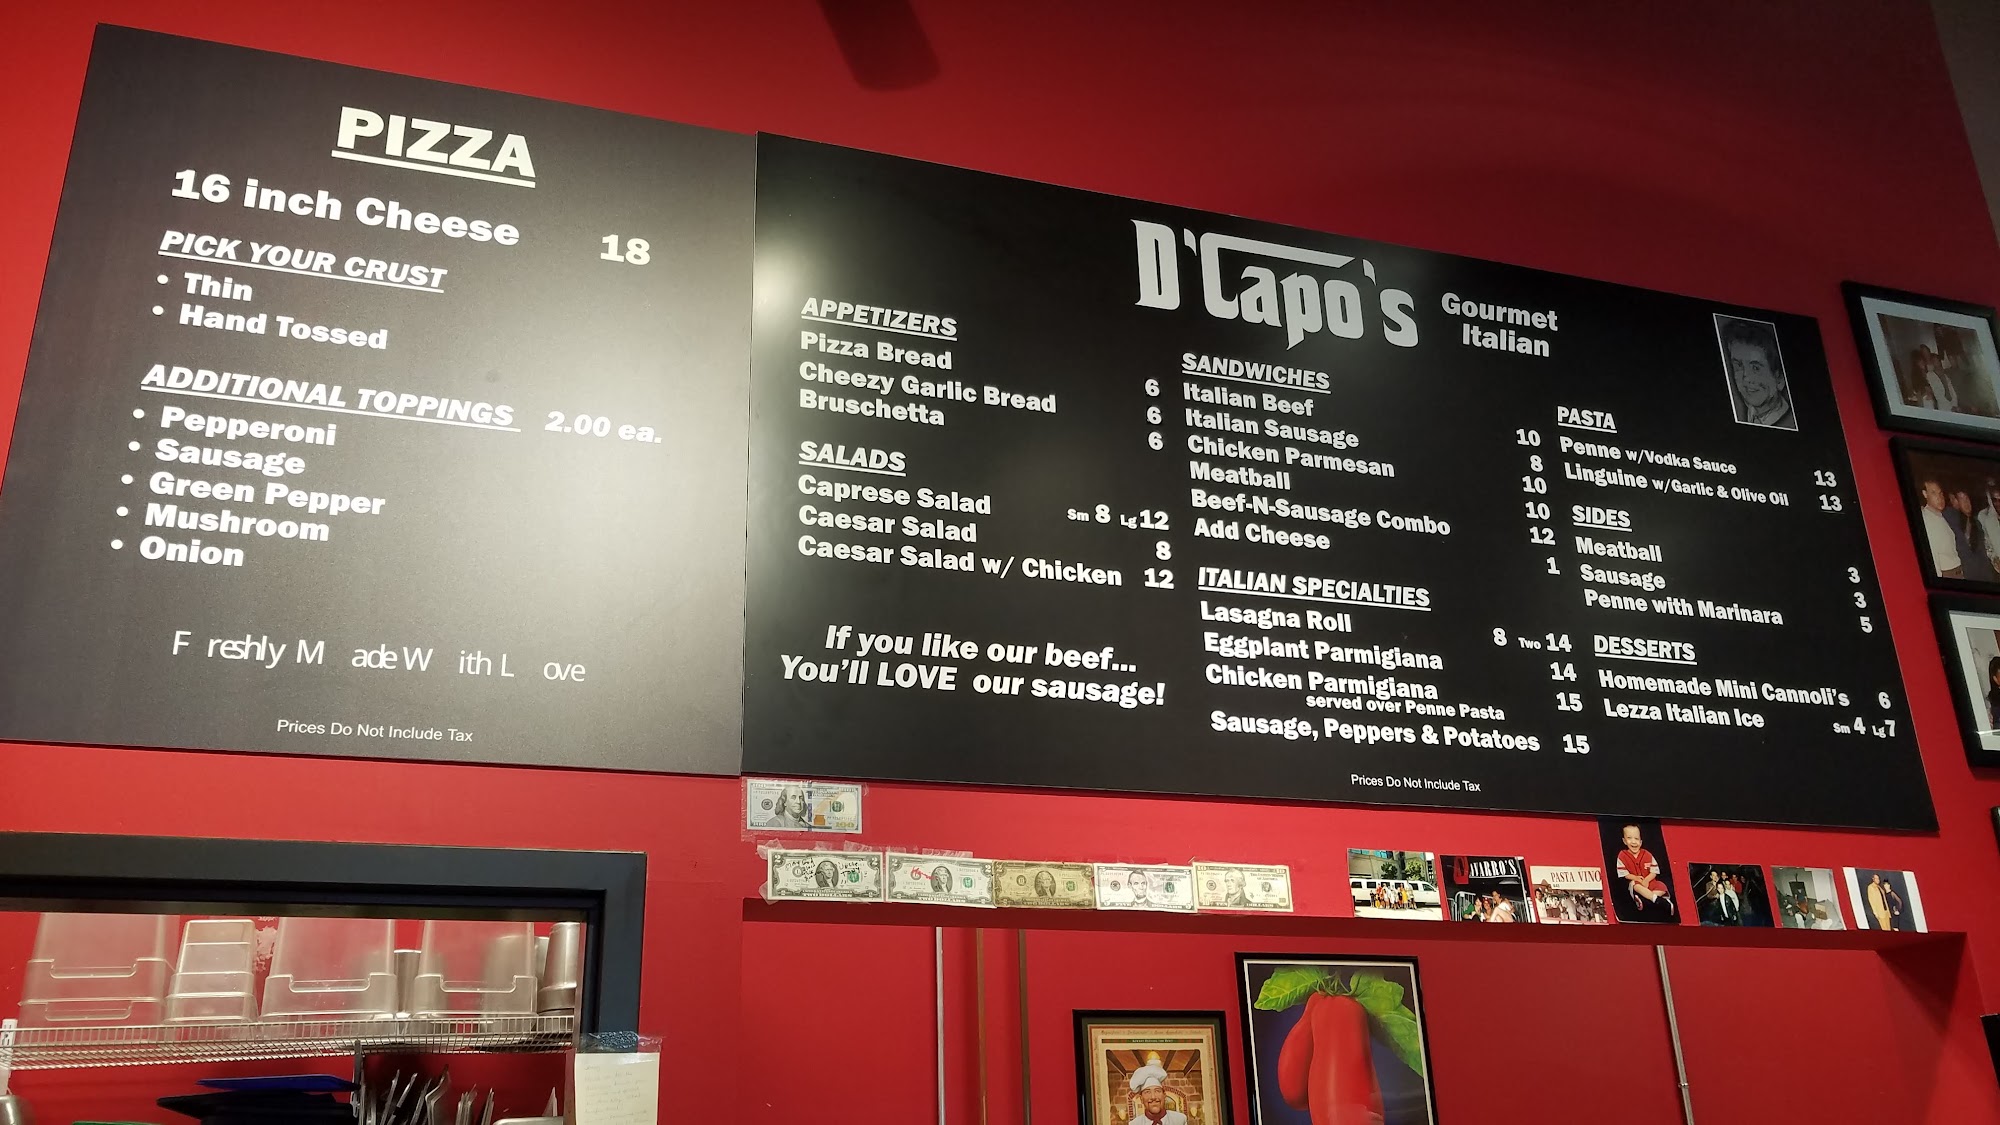 PIZZA
16 inch Cheese 18
PICK YOUR CRUST
• Thin
• Hand Tossed
ADDITIONAL TOPPINGS 2.00 ea.
• Pepperoni
• Sausage
• Green Pepper
• Mushroom
• Onion
Freshly Made With Love
Prices Do Not Include Tax
D'Capo's Gourmet
Italian
APPETIZERS
Pizza Bread 6
Cheezy Garlic Bread 6
Bruschetta 6
SALADS
Caprese Salad Sm 8 Lg 12
Caesar Salad 8
Caesar Salad w/ Chicken 12
If you like our beef...
You'll LOVE our sausage!
SANDWICHES
Italian Beef 10
Italian Sausage 8
Chicken Parmesan 10
Meatball 10
Beef-N-Sausage Combo 12
Add Cheese 1
ITALIAN SPECIALTIES
Lasagna Roll 8 Two 14
Eggplant Parmigiana 14
Chicken Parmigiana 15
served over Penne Pasta
Sausage, Peppers & Potatoes 15
PASTA
Penne w/Vodka Sauce 13
Linguine w/Garlic & Olive Oil 13
SIDES
Meatball 3
Sausage 3
Penne with Marinara 5
DESSERTS
Homemade Mini Cannoli's 6
Lezza Italian Ice Sm 4 Lg 7
Prices Do Not Include Tax
PASTA VINO